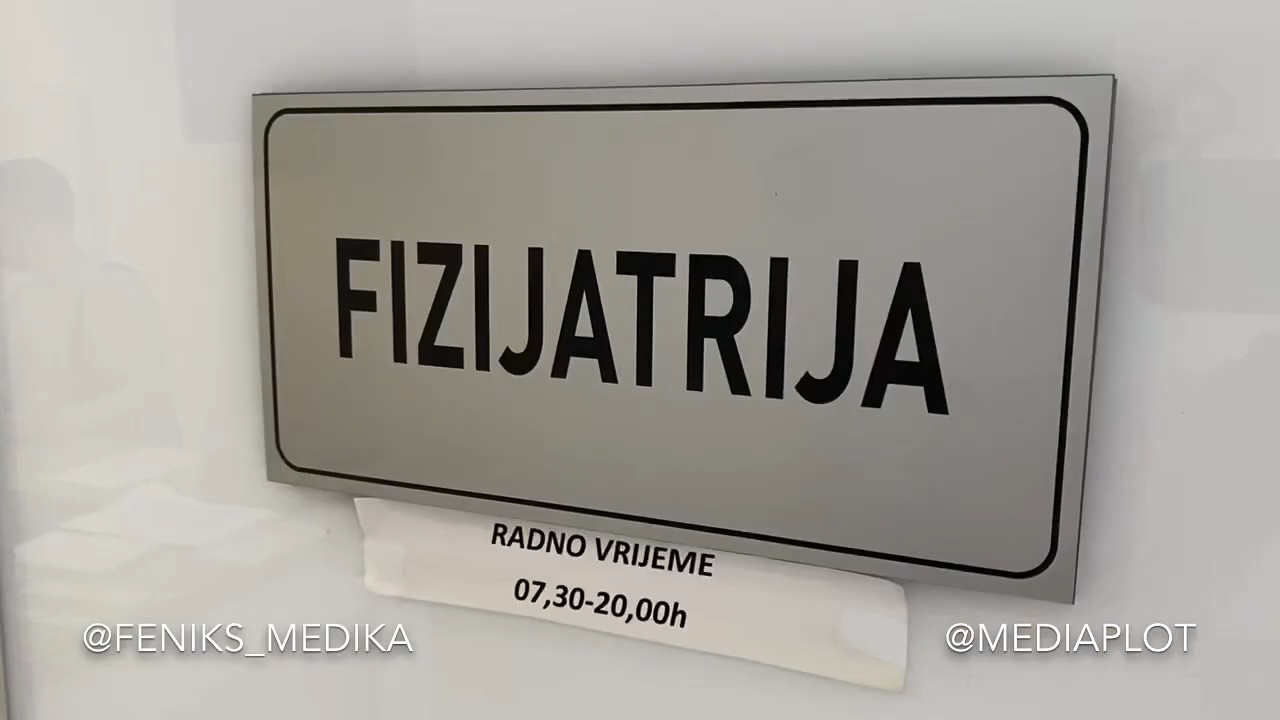 FIZIJATRIJA
RADNO VRIJEME
07,30-20,00h
@FENIKS_MEDIKA
@MEDIAPLOT